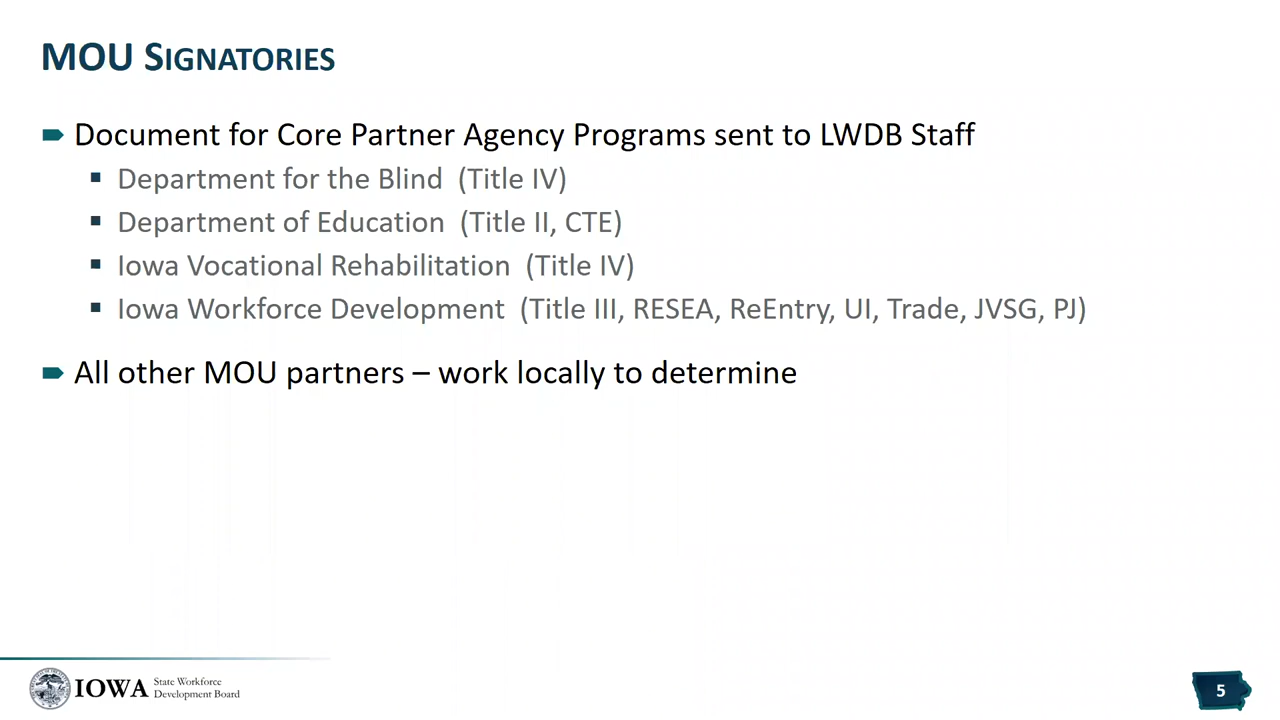 MOU SIGNATORIES
Document for Core Partner Agency Programs sent to LWDB Staff
Department for the Blind (Title IV)
Department of Education (Title II, CTE)
Iowa Vocational Rehabilitation (Title IV)
Iowa Workforce Development (Title III, RESEA, ReEntry, UI, Trade, JVSG, PJ)
All other MOU partners – work locally to determine
IOWA State Workforce
Development Board
5